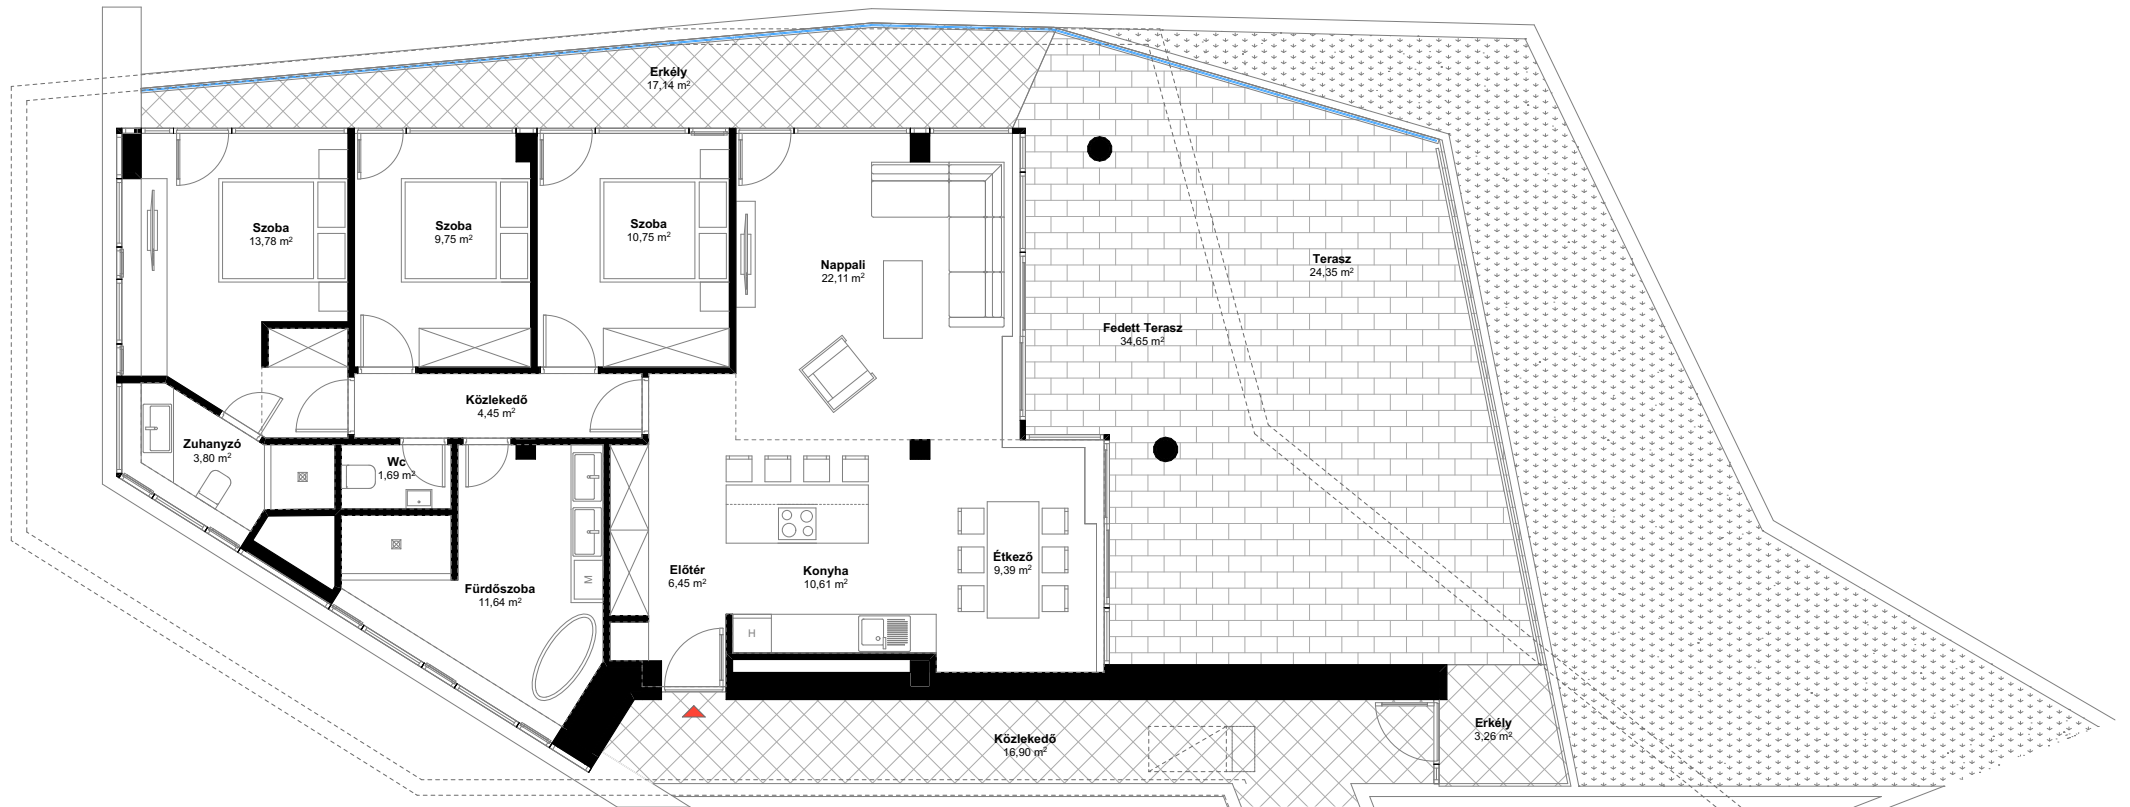 Erkély
17,14 m²
Szoba
13,78 m²
Szoba
9,75 m²
Szoba
10,75 m²
Nappali
22,11 m²
Terasz
24,35 m²
Fedett Terasz
34,65 m²
Közlekedő
4,45 m²
Zuhanyzó
3,80 m²
Wc
1,69 m²
Étkező
9,39 m²
Előtér
6,45 m²
Konyha
10,61 m²
M
Fürdőszoba
11,64 m²
H
Közlekedő
16,90 m²
Erkély
3,26 m²